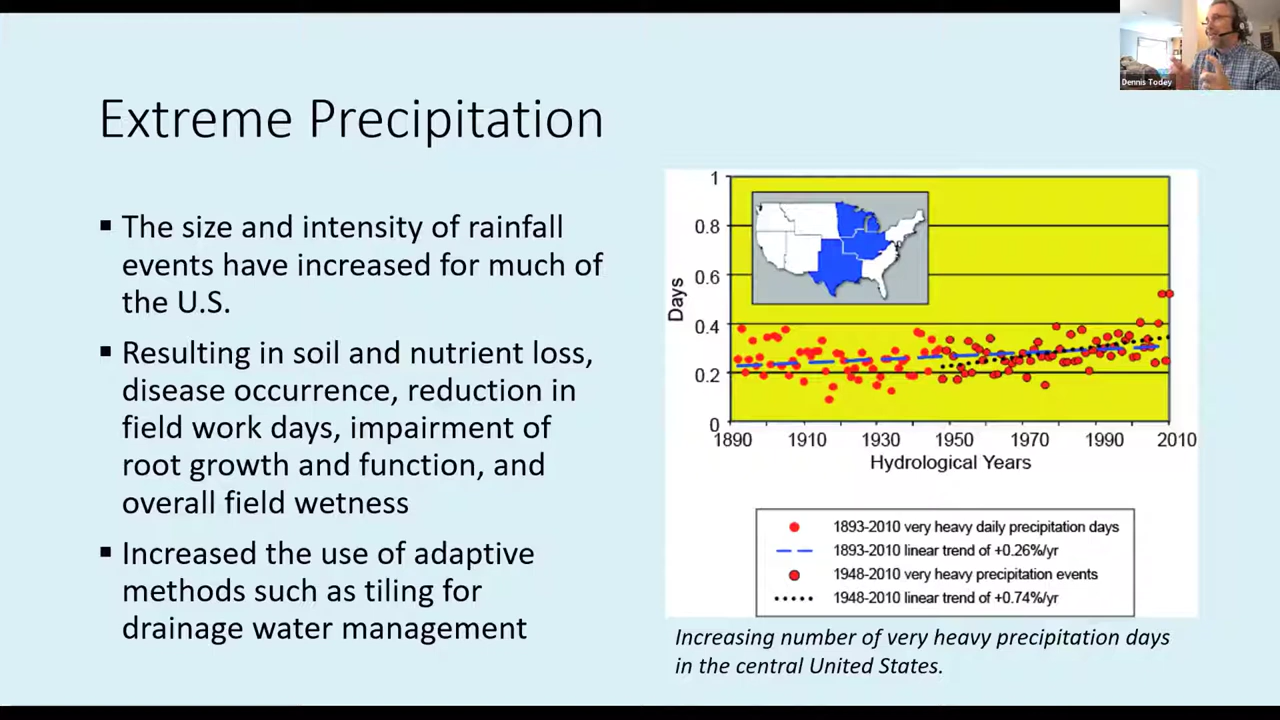 Dennis Todey
Extreme Precipitation
▪ The size and intensity of rainfall
events have increased for much of
the U.S.
▪ Resulting in soil and nutrient loss,
disease occurrence, reduction in
field work days, impairment of
root growth and function, and
overall field wetness
▪ Increased the use of adaptive
methods such as tiling for
drainage water management
1
0.8
0.6
0.4
0.2
0
Days
1890 1910 1930 1950 1970 1990 2010
Hydrological Years
1893-2010 very heavy daily precipitation days
1893-2010 linear trend of +0.26%/yr
1948-2010 very heavy precipitation events
1948-2010 linear trend of +0.74%/yr
Increasing number of very heavy precipitation days
in the central United States.